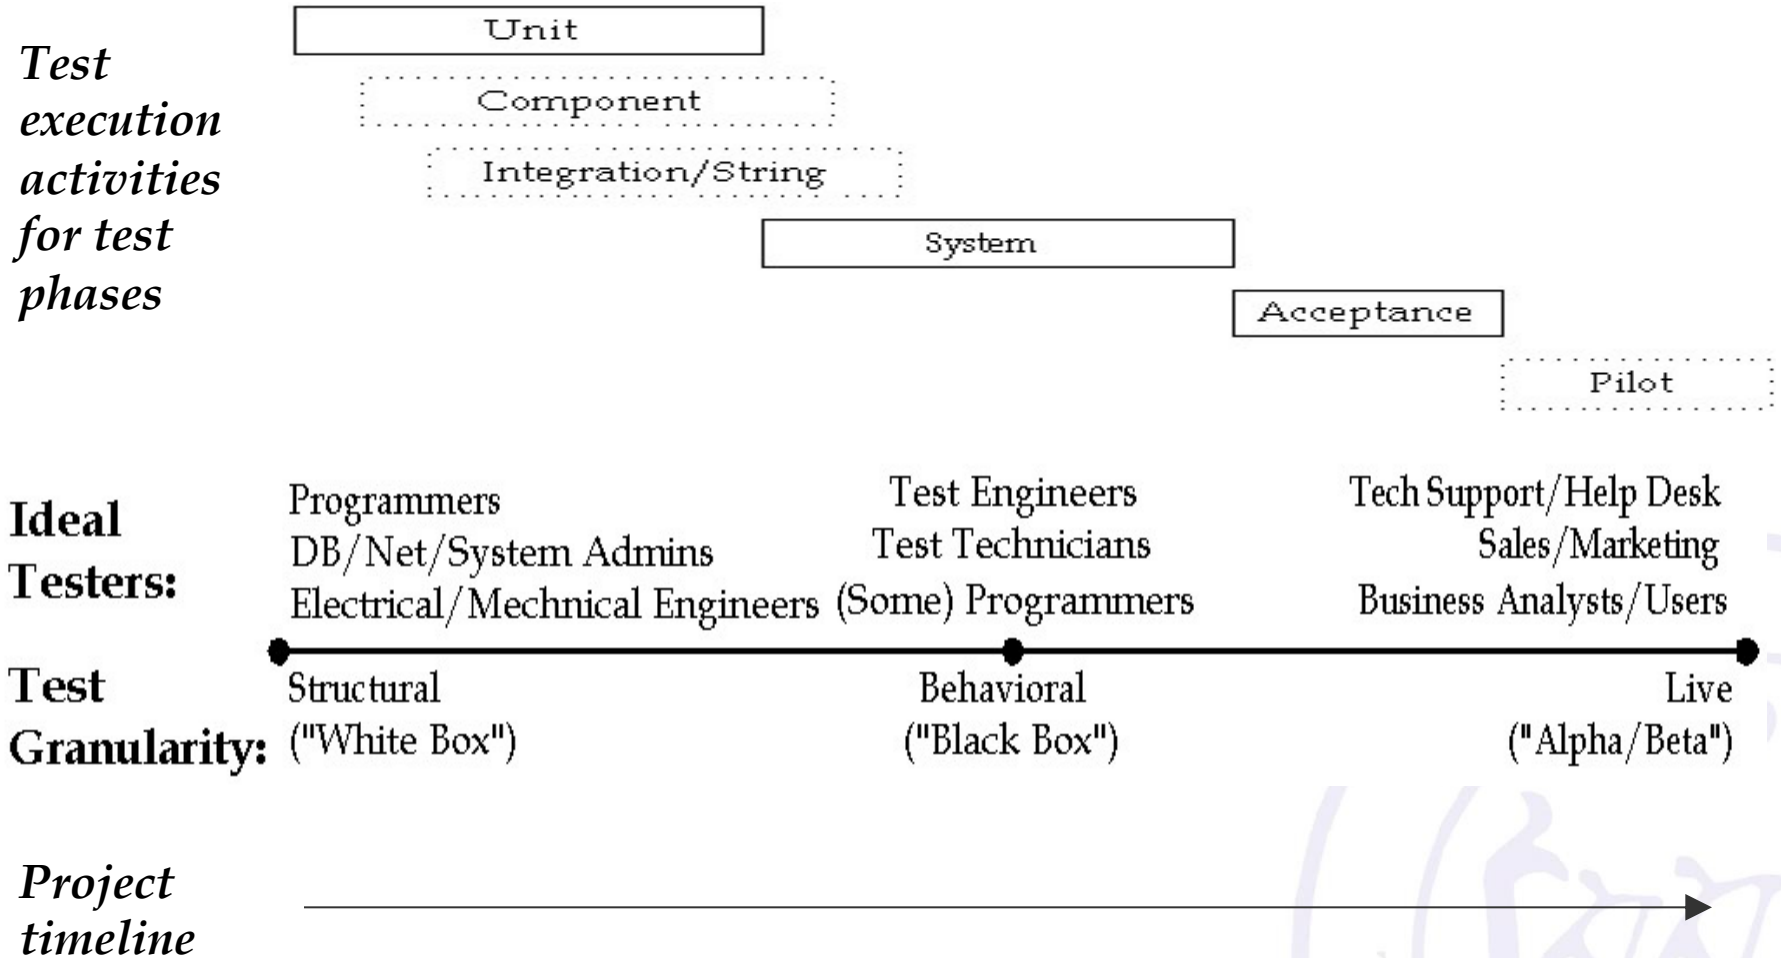 Test
execution
activities
for test
phases
Unit
Component
Integration/String
System
Acceptance
Pilot
Ideal
Testers:
Programmers
DB/Net/System Admins
Electrical/Mechnical Engineers
Test Engineers
Test Technicians
(Some) Programmers
Tech Support/Help Desk
Sales/Marketing
Business Analysts/Users
Test
Granularity:
Structural
("White Box")
Behavioral
("Black Box")
Live
("Alpha/Beta")
Project
timeline